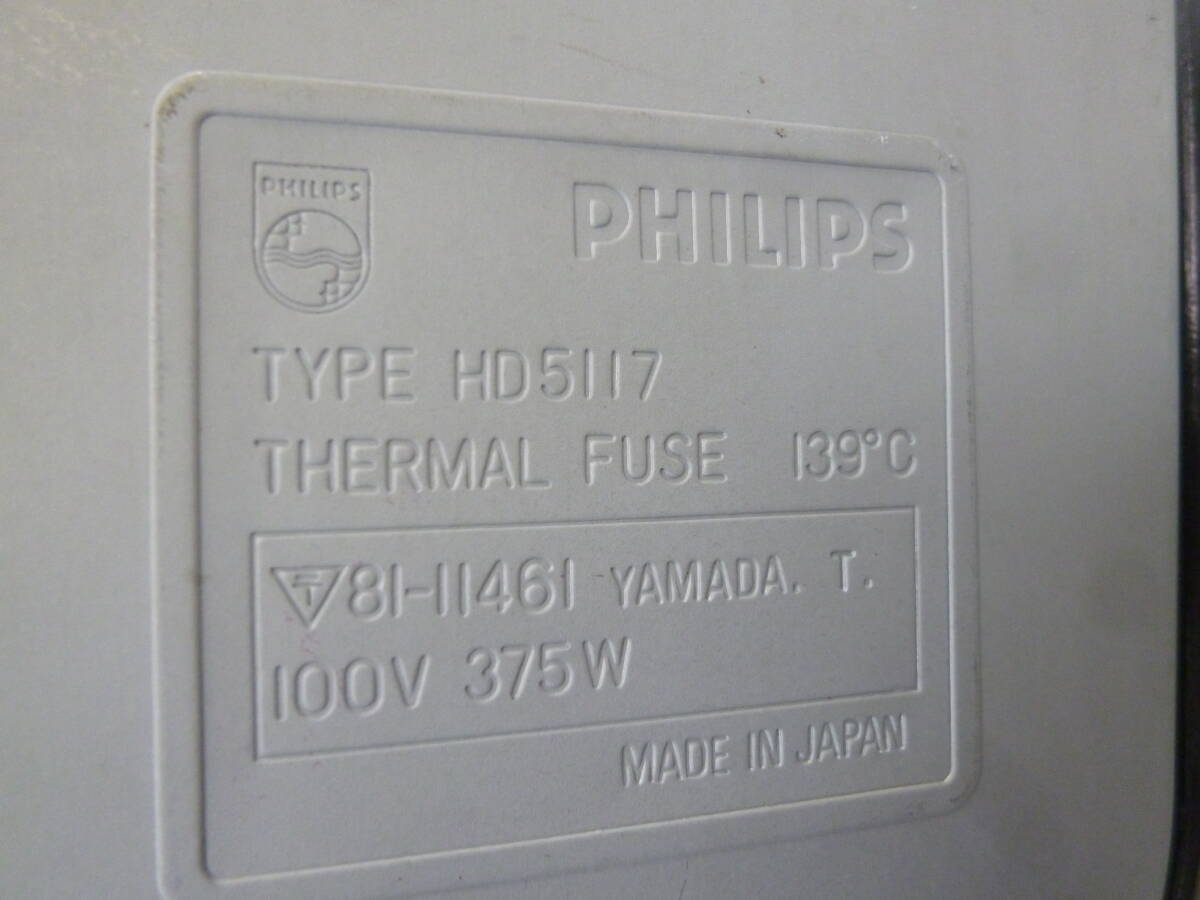 PHILIPS
PHILIPS
TYPE HD5117
THERMAL FUSE 139°C
81-11461 YAMADA. T.
100V 375W
MADE IN JAPAN